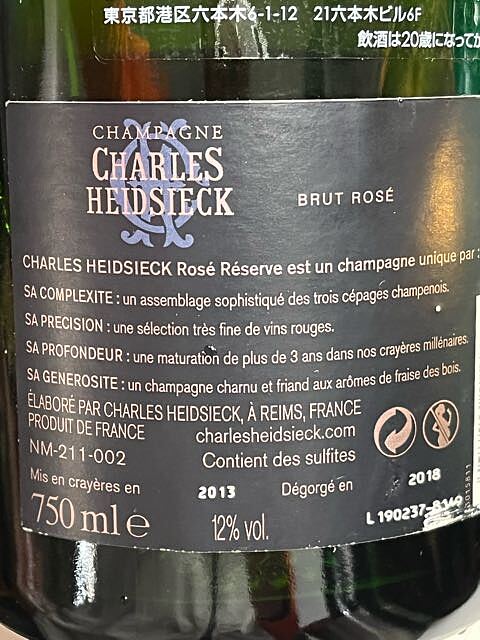 東京都港区六本木6-1-12 21六本木ビル6F
飲酒は20歳になってか
CHAMPAGNE
CHARLES
HEIDSIECK
BRUT ROSÉ
CHARLES HEIDSIECK Rosé Réserve est un champagne unique par :
SA COMPLEXITE : un assemblage sophistiqué des trois cépages champenois.
SA PRECISION : une sélection très fine de vins rouges.
SA PROFONDEUR : une maturation de plus de 3 ans dans nos crayères millénaires.
SA GENEROSITE : un champagne charnu et friand aux arômes de fraise des bois.
ÉLABORÉ PAR CHARLES HEIDSIECK, À REIMS, FRANCE
PRODUIT DE FRANCE charlesheidsieck.com
NM-211-002 Contient des sulfites
Mis en crayères en 2013 Dégorgé en 2018
750 ml e 12% vol.